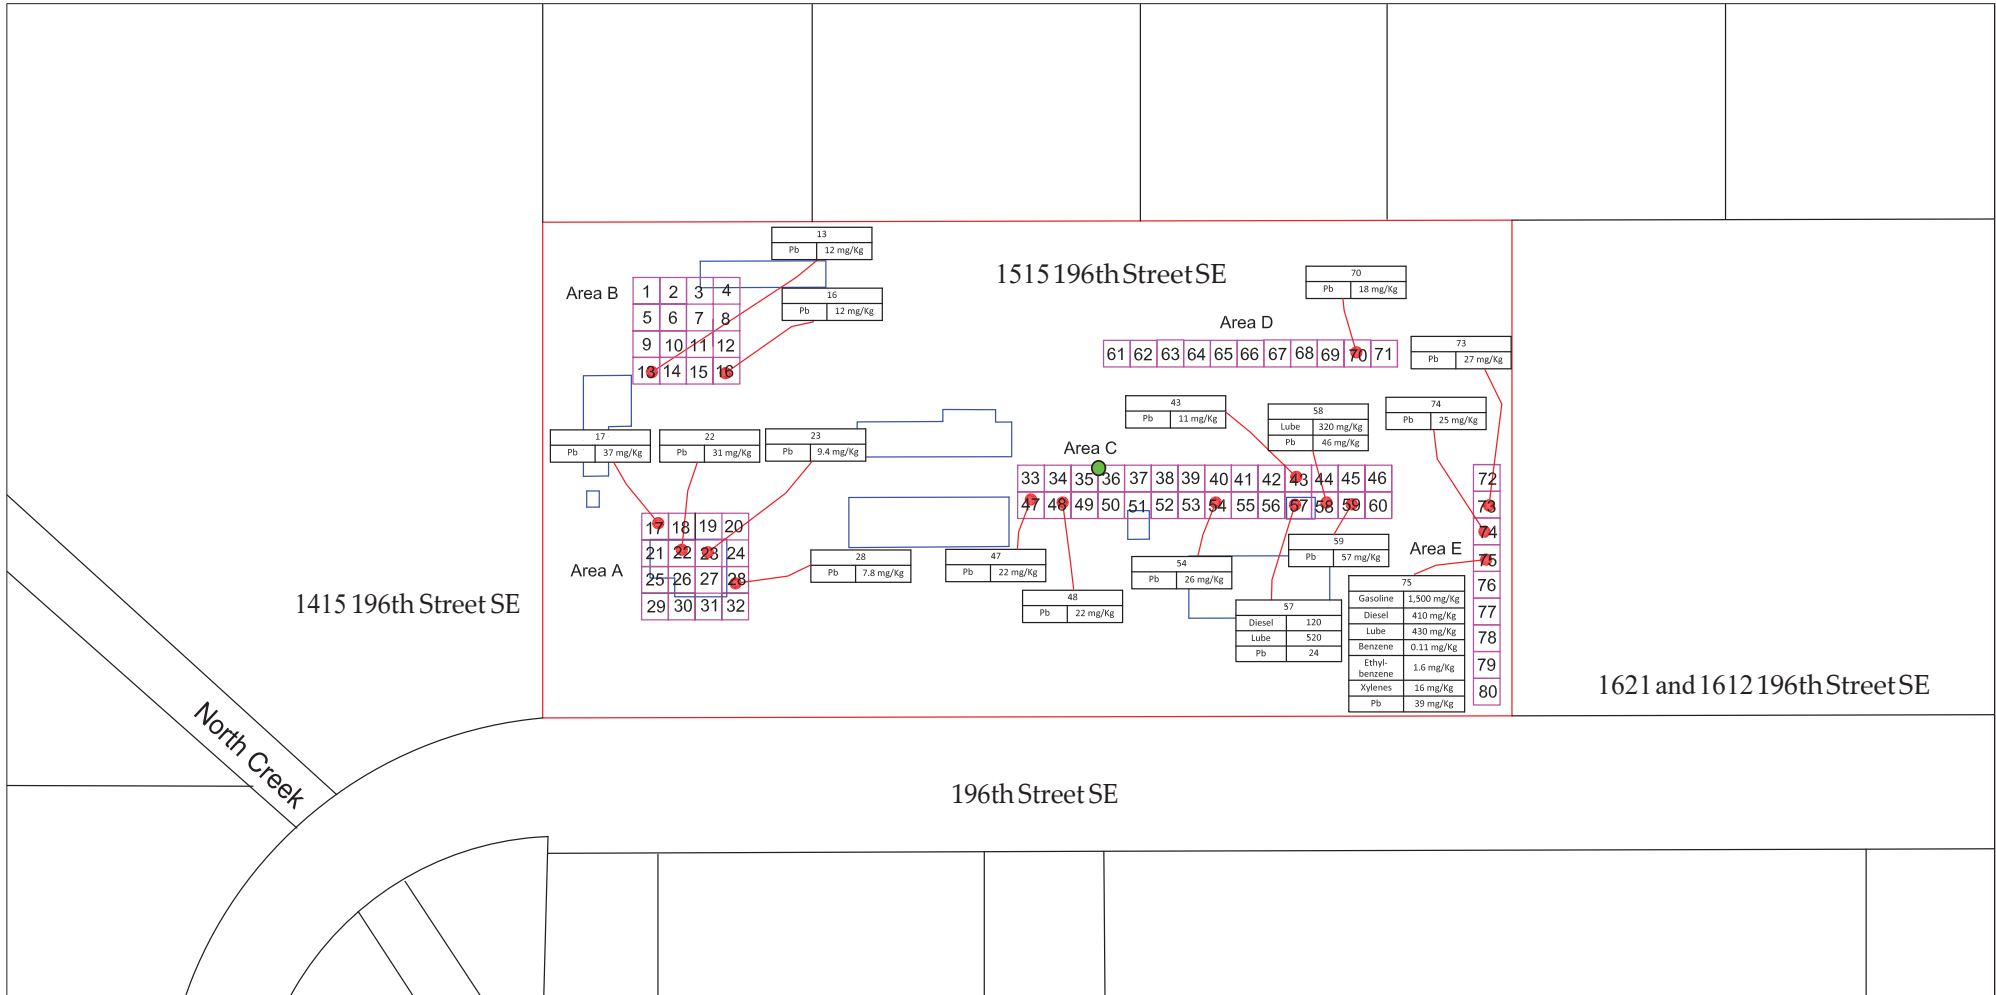 13
Pb 12 mg/Kg
16
Pb 12 mg/Kg
Area B
1 2 3 4
5 6 7 8
9 10 11 12
13 14 15 16
1515 196th Street SE
70
Pb 18 mg/Kg
Area D
61 62 63 64 65 66 67 68 69 70 71
73
Pb 27 mg/Kg
74
Pb 25 mg/Kg
43
Pb 11 mg/Kg
58
Lube 320 mg/Kg
Pb 46 mg/Kg
17
Pb 37 mg/Kg
22
Pb 31 mg/Kg
23
Pb 9.4 mg/Kg
Area C
33 34 35 36 37 38 39 40 41 42 43 44 45 46
47 48 49 50 51 52 53 54 55 56 57 58 59 60
Area A
17 18 19 20
21 22 23 24
25 26 27 28
29 30 31 32
28
Pb 7.8 mg/Kg
47
Pb 22 mg/Kg
48
Pb 22 mg/Kg
54
Pb 26 mg/Kg
59
Pb 57 mg/Kg
57
Diesel 120
Lube 520
Pb 24
Area E
72
73
74
75
76
77
78
79
80
75
Gasoline 1,500 mg/Kg
Diesel 410 mg/Kg
Lube 430 mg/Kg
Benzene 0.11 mg/Kg
Ethyl-
benzene 1.6 mg/Kg
Xylenes 16 mg/Kg
Pb 39 mg/Kg
1415 196th Street SE
1621 and 1612 196th Street SE
North Creek
196th Street SE